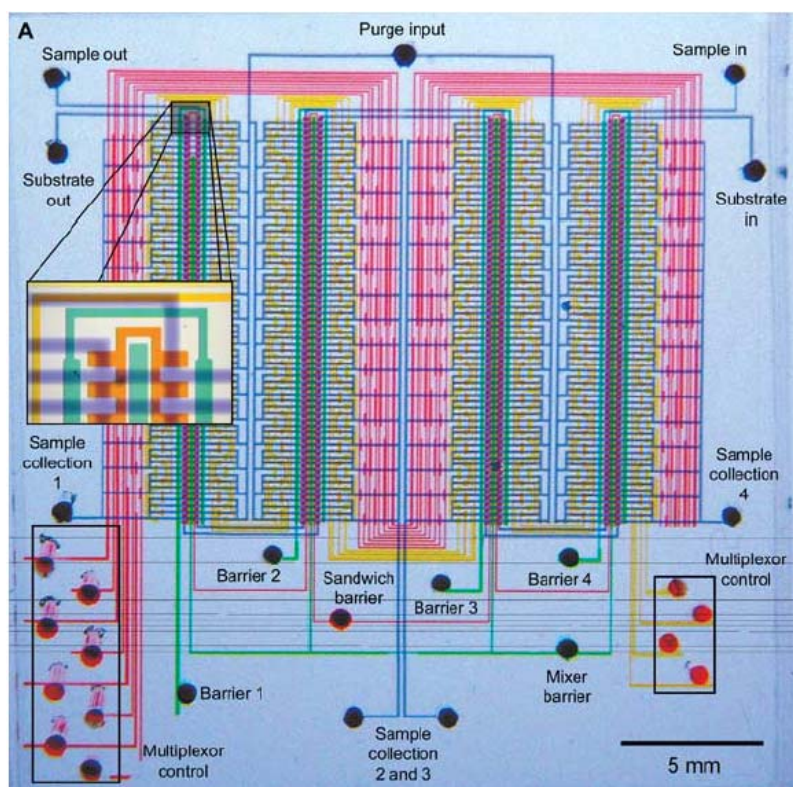 A
Purge input
Sample out
Sample in
Substrate
out
Substrate
in
Sample
collection
1
Sample
collection
4
Barrier 2
Sandwich
barrier
Barrier 3
Barrier 4
Multiplexor
control
Barrier 1
Mixer
barrier
Multiplexor
control
Sample
collection
2 and 3
5 mm